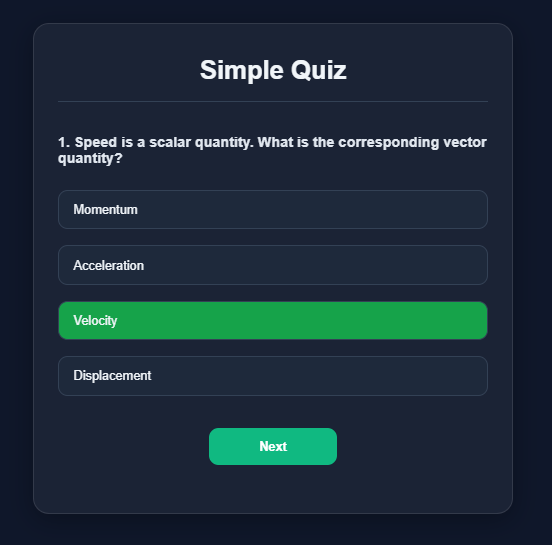 Simple Quiz
1. Speed is a scalar quantity. What is the corresponding vector
quantity?
Momentum
Acceleration
Velocity
Displacement
Next